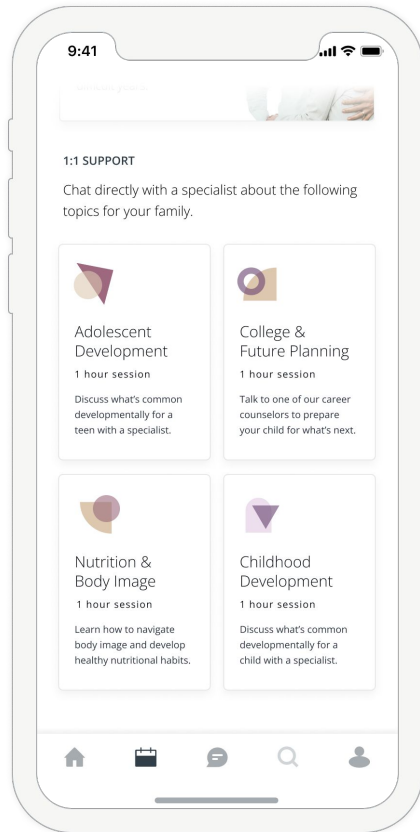 9:41
1:1 SUPPORT
Chat directly with a specialist about the following
topics for your family.
Adolescent
Development
1 hour session
Discuss what's common
developmentally for a
teen with a specialist.
College &
Future Planning
1 hour session
Talk to one of our career
counselors to prepare
your child for what's next.
Nutrition &
Body Image
1 hour session
Learn how to navigate
body image and develop
healthy nutritional habits.
Childhood
Development
1 hour session
Discuss what's common
developmentally for a
child with a specialist.